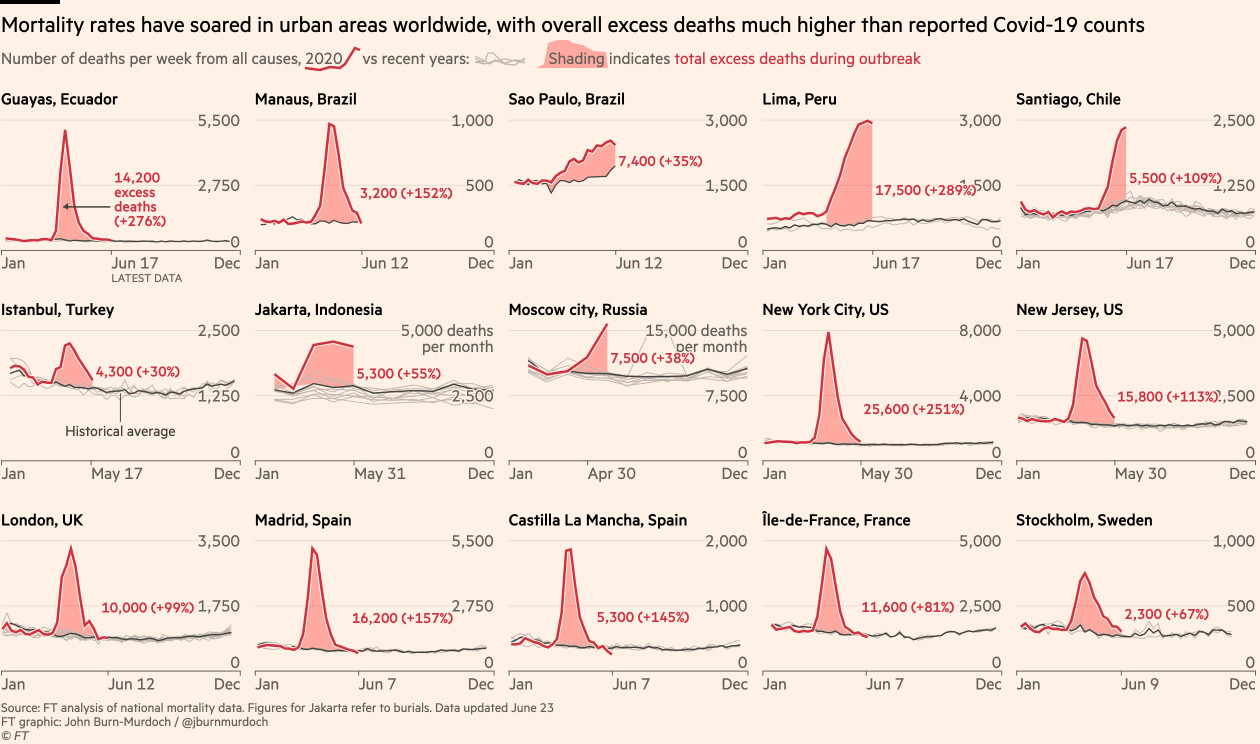 Mortality rates have soared in urban areas worldwide, with overall excess deaths much higher than reported Covid-19 counts
Number of deaths per week from all causes, 2020 vs recent years: Shading indicates total excess deaths during outbreak
Guayas, Ecuador
5,500
2,750
0
14,200
excess
deaths
(+276%)
Jan Jun 17 Dec
LATEST DATA
Manaus, Brazil
1,000
500
0
3,200 (+152%)
Jan Jun 12 Dec
Sao Paulo, Brazil
3,000
1,500
0
7,400 (+35%)
Jan Jun 12 Dec
Lima, Peru
3,000
1,500
0
17,500 (+289%)
Jan Jun 17 Dec
Santiago, Chile
2,500
1,250
0
5,500 (+109%)
Jan Jun 17 Dec
Istanbul, Turkey
2,500
1,250
0
4,300 (+30%)
Historical average
Jan May 17 Dec
Jakarta, Indonesia
5,000 deaths
per month
5,300 (+55%)
2,500
0
Jan May 31 Dec
Moscow city, Russia
15,000 deaths
per month
7,500 (+38%)
7,500
0
Jan Apr 30 Dec
New York City, US
8,000
4,000
0
25,600 (+251%)
Jan May 30 Dec
New Jersey, US
5,000
2,500
0
15,800 (+113%)
Jan May 30 Dec
London, UK
3,500
1,750
0
10,000 (+99%)
Jan Jun 12 Dec
Madrid, Spain
5,500
2,750
0
16,200 (+157%)
Jan Jun 7 Dec
Castilla La Mancha, Spain
2,000
1,000
0
5,300 (+145%)
Jan Jun 7 Dec
Île-de-France, France
5,000
2,500
0
11,600 (+81%)
Jan Jun 7 Dec
Stockholm, Sweden
1,000
500
0
2,300 (+67%)
Jan Jun 9 Dec
Source: FT analysis of national mortality data. Figures for Jakarta refer to burials. Data updated June 23
FT graphic: John Burn-Murdoch / @jburnmurdoch
© FT